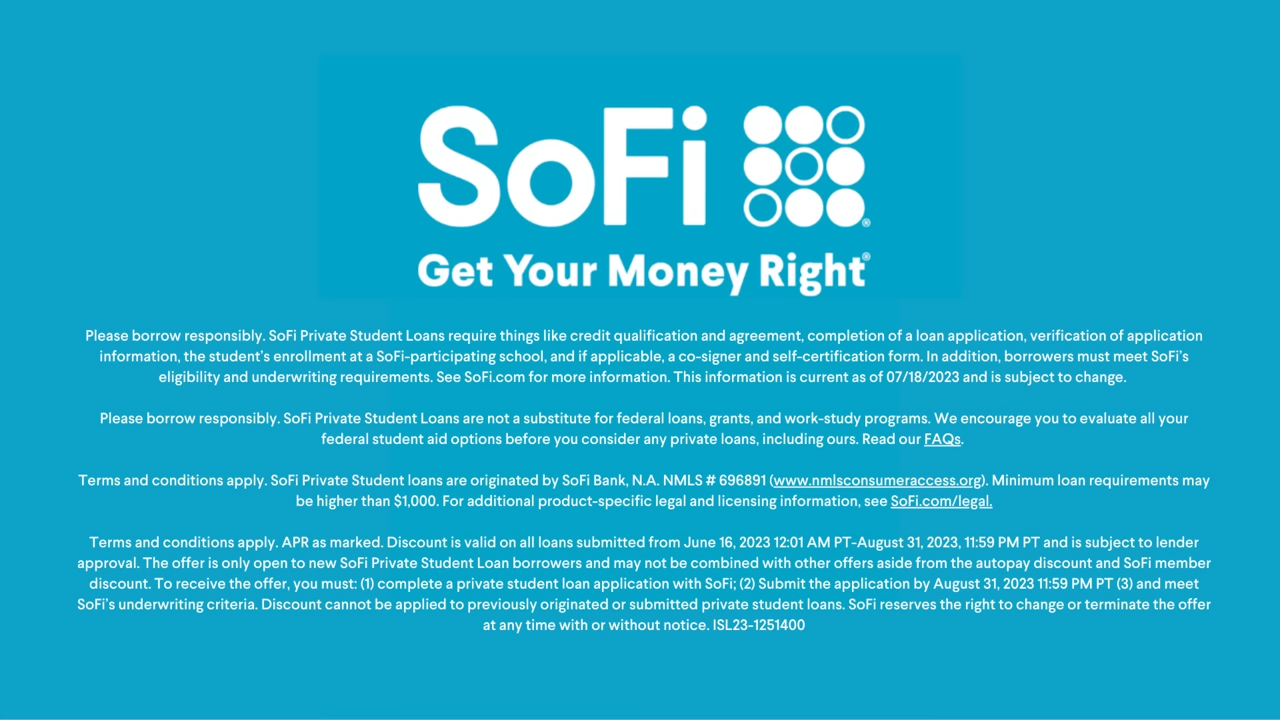 SoFi®
Get Your Money Right®
Please borrow responsibly. SoFi Private Student Loans require things like credit qualification and agreement, completion of a loan application, verification of application
information, the student's enrollment at a SoFi-participating school, and if applicable, a co-signer and self-certification form. In addition, borrowers must meet SoFi's
eligibility and underwriting requirements. See SoFi.com for more information. This information is current as of 07/18/2023 and is subject to change.
Please borrow responsibly. SoFi Private Student Loans are not a substitute for federal loans, grants, and work-study programs. We encourage you to evaluate all your
federal student aid options before you consider any private loans, including ours. Read our FAQs.
Terms and conditions apply. SoFi Private Student loans are originated by SoFi Bank, N.A. NMLS # 696891 (www.nmlsconsumeraccess.org). Minimum loan requirements may
be higher than $1,000. For additional product-specific legal and licensing information, see SoFi.com/legal.
Terms and conditions apply. APR as marked. Discount is valid on all loans submitted from June 16, 2023 12:01 AM PT-August 31, 2023, 11:59 PM PT and is subject to lender
approval. The offer is only open to new SoFi Private Student Loan borrowers and may not be combined with other offers aside from the autopay discount and SoFi member
discount. To receive the offer, you must: (1) complete a private student loan application with SoFi; (2) Submit the application by August 31, 2023 11:59 PM PT (3) and meet
SoFi's underwriting criteria. Discount cannot be applied to previously originated or submitted private student loans. SoFi reserves the right to change or terminate the offer
at any time with or without notice. ISL23-1251400